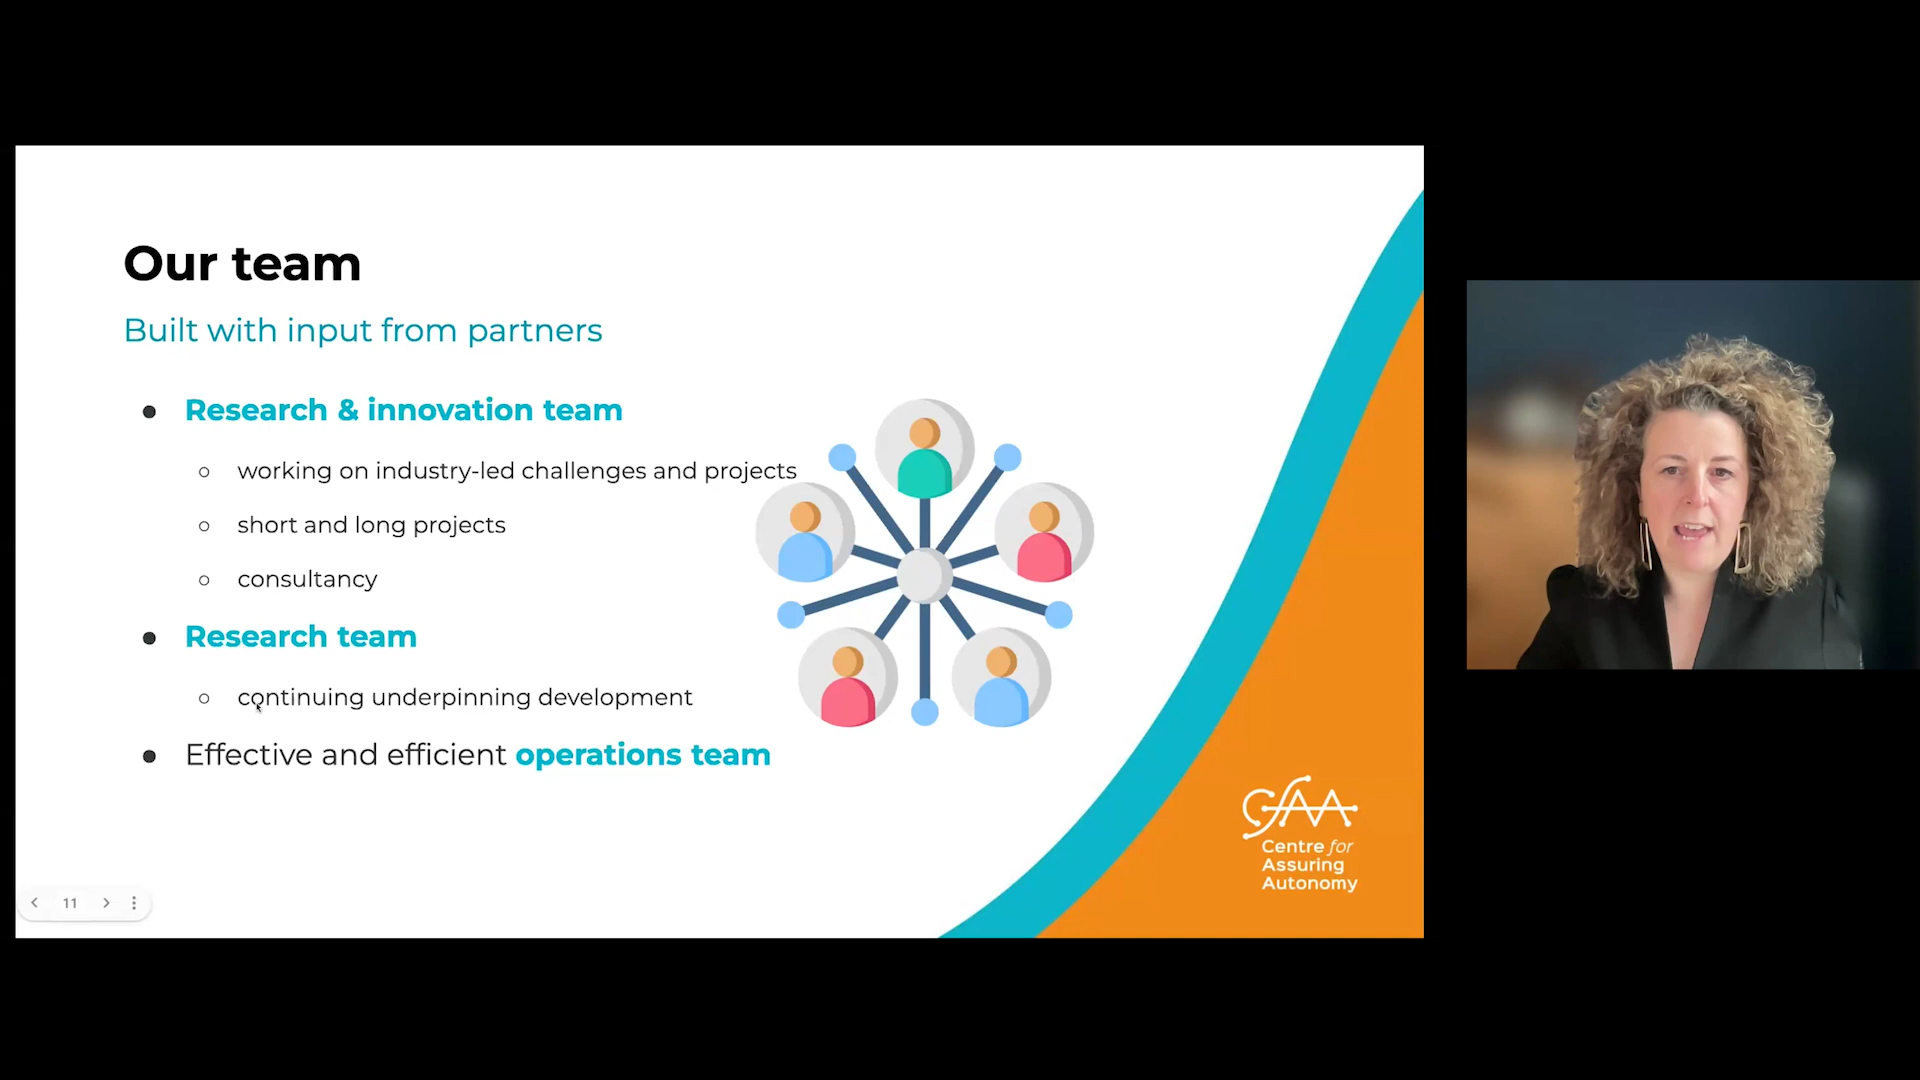 Our team
Built with input from partners
Research & innovation team
working on industry-led challenges and projects
short and long projects
consultancy
Research team
continuing underpinning development
Effective and efficient operations team
11
CfAA
Centre for
Assuring
Autonomy